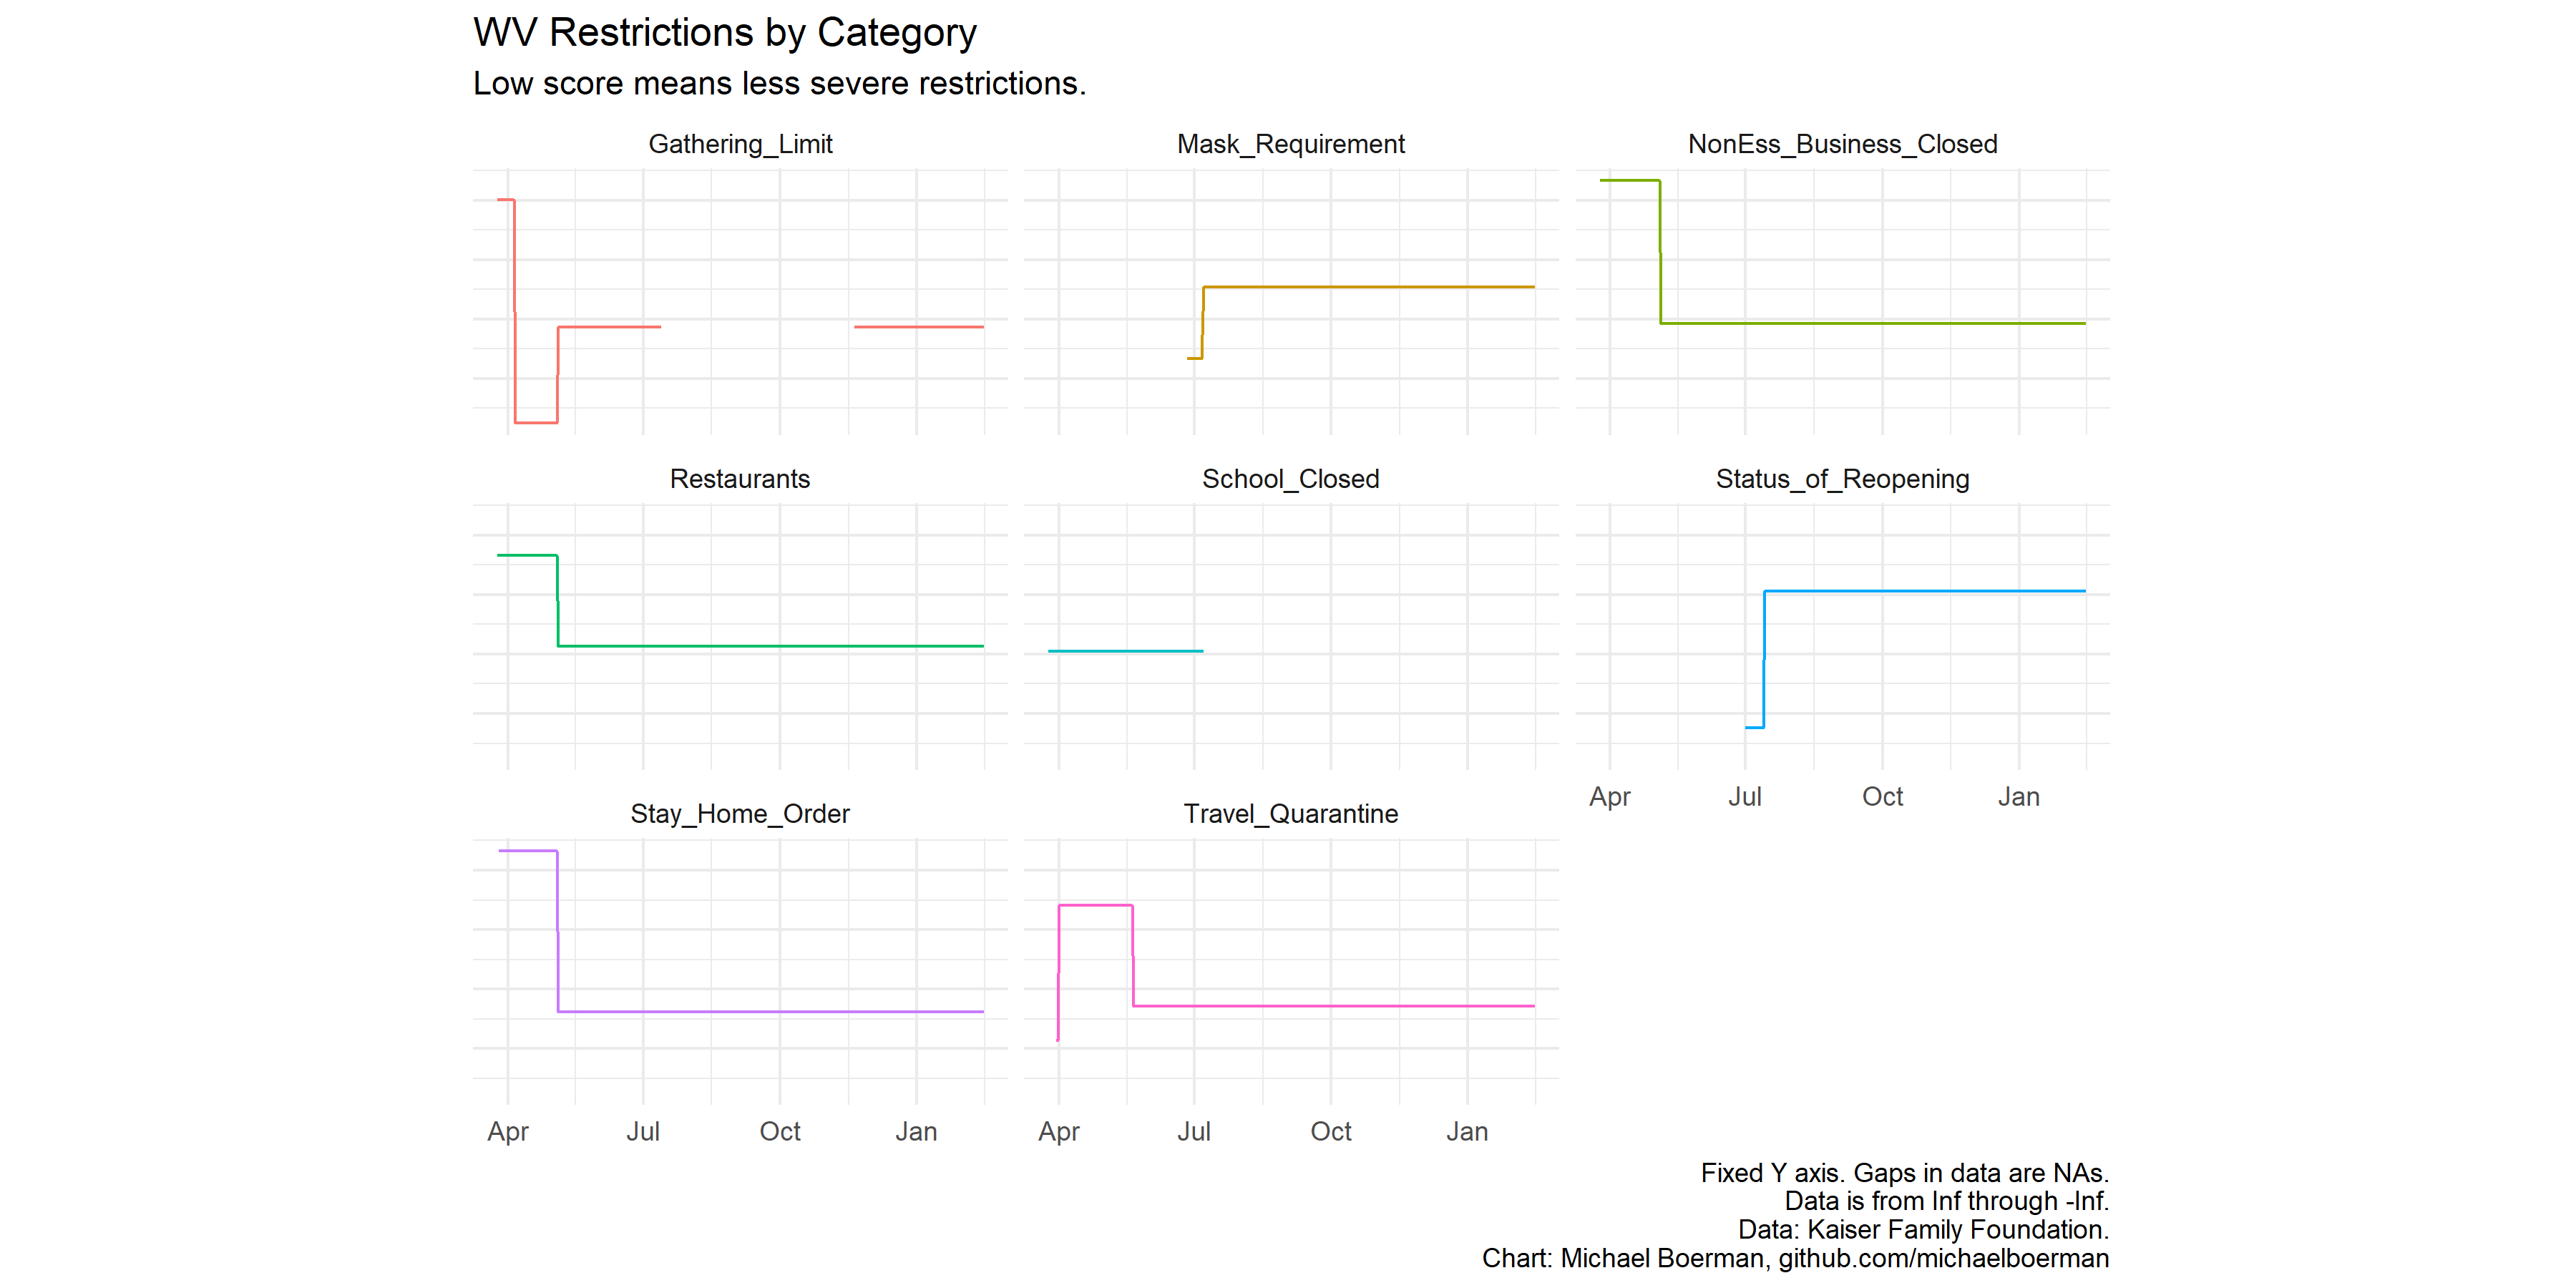 WV Restrictions by Category
Low score means less severe restrictions.
Gathering_Limit
Mask_Requirement
NonEss_Business_Closed
Restaurants
School_Closed
Status_of_Reopening
Apr Jul Oct Jan
Stay_Home_Order
Travel_Quarantine
Apr Jul Oct Jan
Apr Jul Oct Jan
Fixed Y axis. Gaps in data are NAs.
Data is from Inf through -Inf.
Data: Kaiser Family Foundation.
Chart: Michael Boerman, github.com/michaelboerman